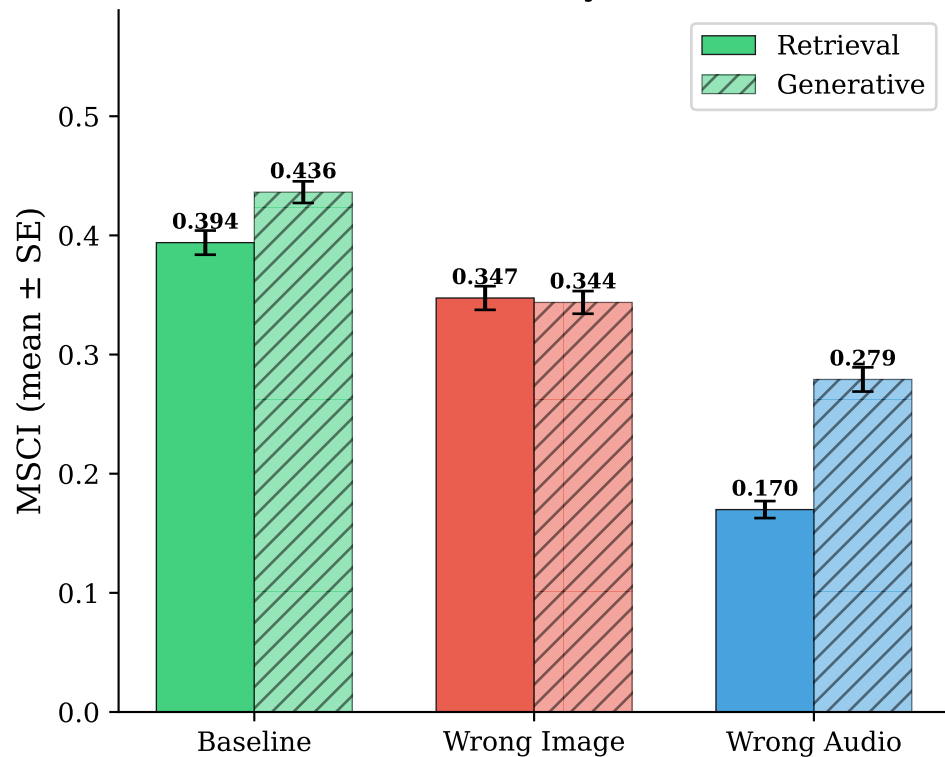 Retrieval
Generative
MSCI (mean ± SE)
0.5
0.4
0.3
0.2
0.1
0.0
0.394
0.436
0.347
0.344
0.170
0.279
Baseline
Wrong Image
Wrong Audio